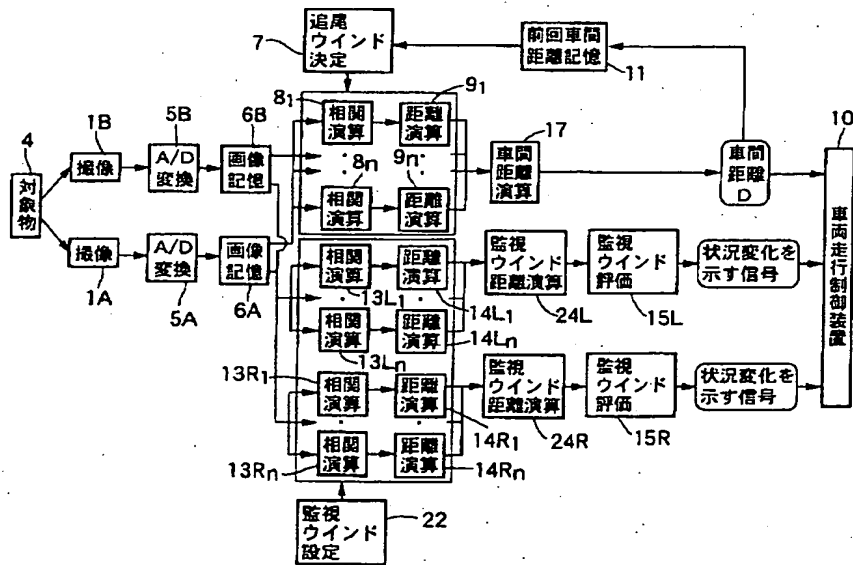 追尾
ウインド
決定
7
前回車間
距離記憶
11
4
対象物
1B
撮像
5B
A/D
変換
6B
画像
記憶
1A
撮像
5A
A/D
変換
6A
画像
記憶
8₁
相関
演算
9₁
距離
演算
8n
相関
演算
9n
距離
演算
17
車間
距離
演算
車間
距離
D
10
車両走行制御装置
相関
演算
13L₁
距離
演算
14L₁
相関
演算
13Ln
距離
演算
14Ln
監視
ウインド
距離演算
24L
監視
ウインド
評価
15L
状況変化を
示す信号
13R₁
相関
演算
距離
演算
14R₁
相関
演算
13Rn
距離
演算
14Rn
監視
ウインド
距離演算
24R
監視
ウインド
評価
15R
状況変化を
示す信号
監視
ウインド
設定
22